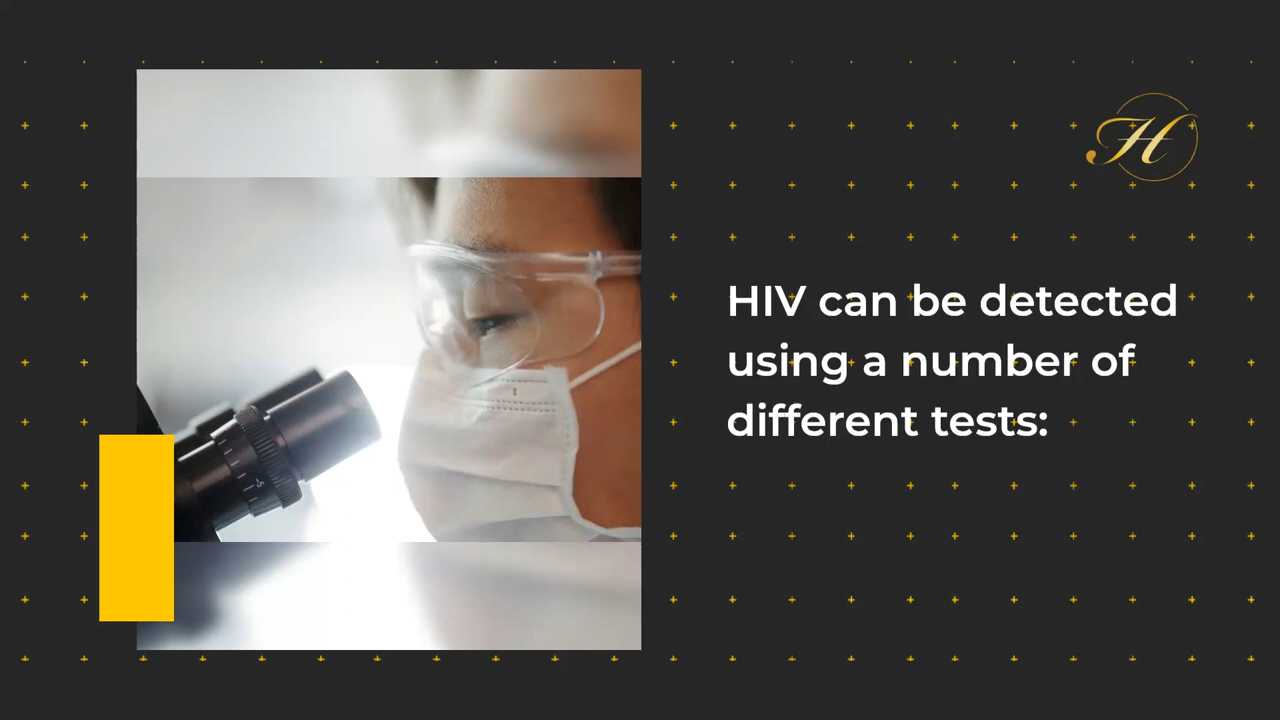 H
HIV can be detected
using a number of
different tests: